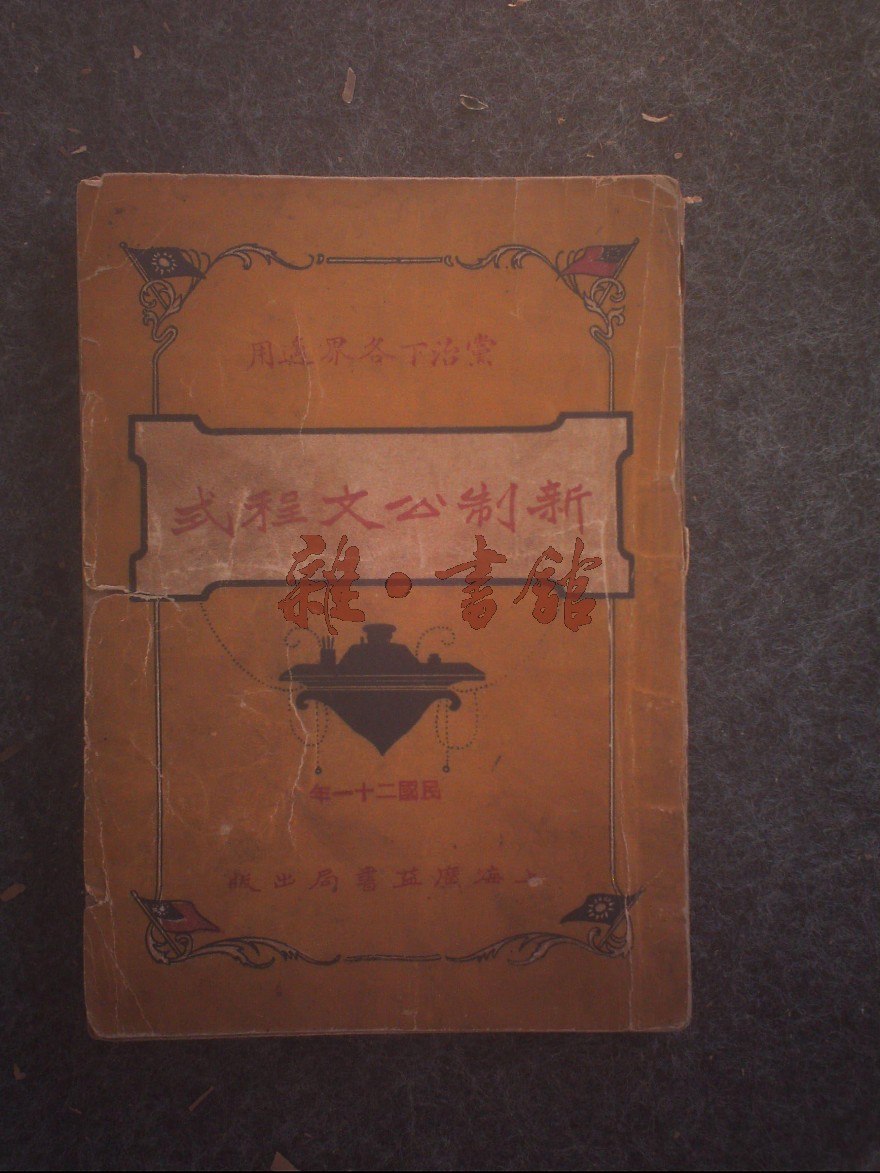 黨治下各界適用
新制公文程式
雜·書館
民國二十一年
上海廣益書局出版